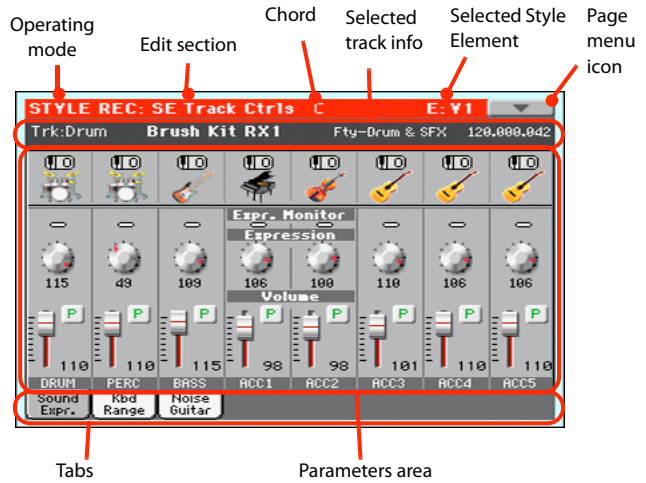 Operating mode
Edit section
Chord
Selected track info
Selected Style Element
Page menu icon
STYLE REC: SE Track Ctrls C E:V1
Trk:Drum Brush Kit RX1 Fty-Drum & SFX 120.000.042
Expr. Monitor
Expression
115 49 109 106 100 110 106 106
Volume
P P P P P P P P
110 110 115 98 98 101 110 110
DRUM PERC BASS ACC1 ACC2 ACC3 ACC4 ACC5
Sound Expr.
Kbd Range
Noise Guitar
Tabs
Parameters area